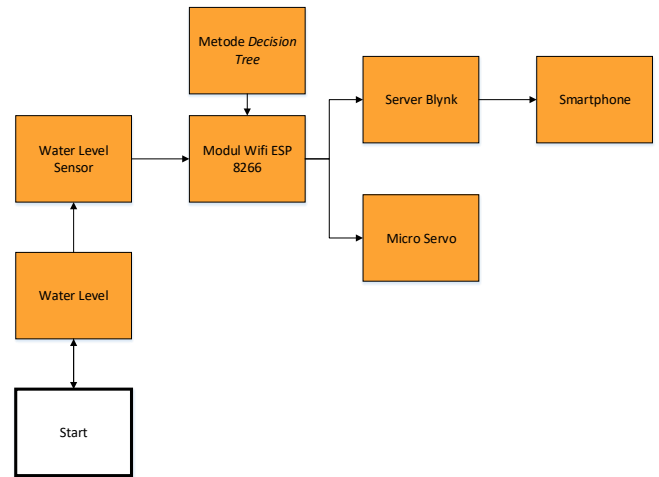 Metode Decision
Tree
Server Blynk
Smartphone
Water Level
Sensor
Modul Wifi ESP
8266
Micro Servo
Water Level
Start